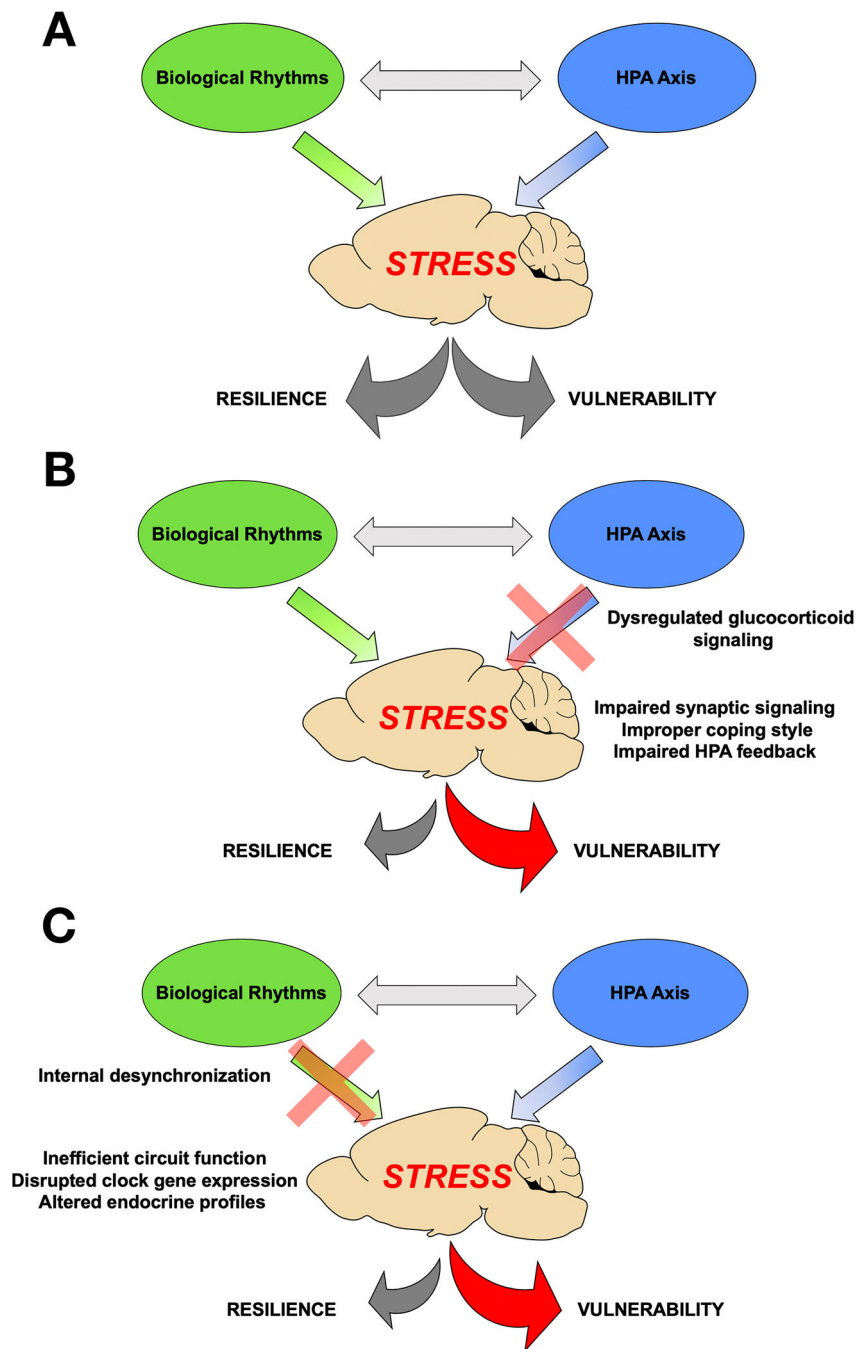 A
Biological Rhythms
HPA Axis
STRESS
RESILIENCE
VULNERABILITY
B
Biological Rhythms
HPA Axis
Dysregulated glucocorticoid
signaling
STRESS
Impaired synaptic signaling
Improper coping style
Impaired HPA feedback
RESILIENCE
VULNERABILITY
C
Biological Rhythms
HPA Axis
Internal desynchronization
Inefficient circuit function
Disrupted clock gene expression
Altered endocrine profiles
STRESS
RESILIENCE
VULNERABILITY